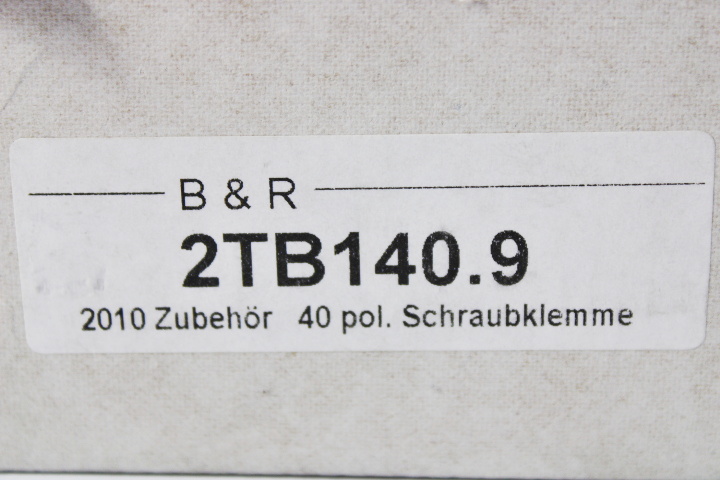 B & R
2TB140.9
2010 Zubehör 40 pol. Schraubklemme